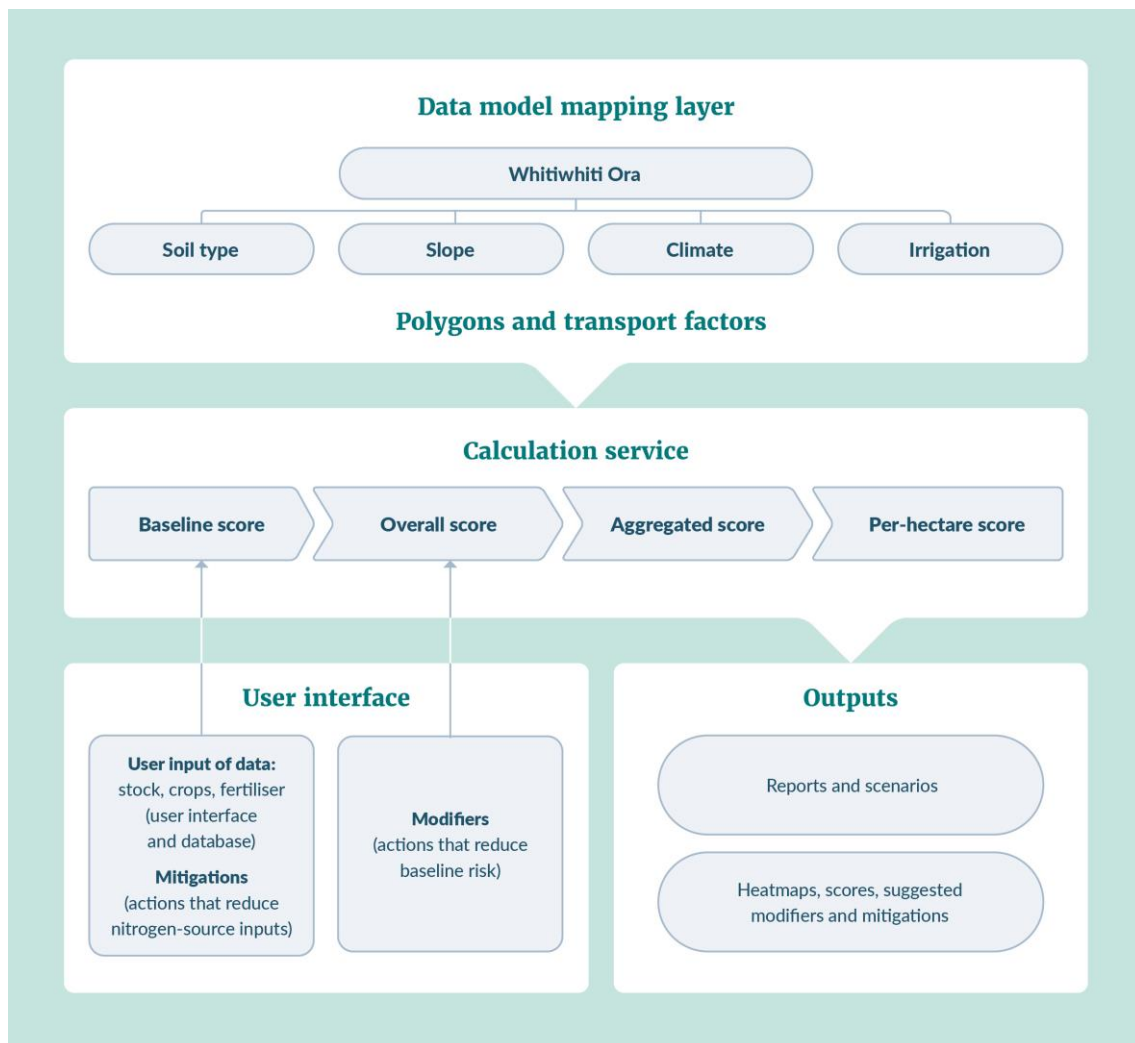 Data model mapping layer
Whitiwhiti Ora
Soil type
Slope
Climate
Irrigation
Polygons and transport factors
Calculation service
Baseline score
Overall score
Aggregated score
Per-hectare score
User interface
User input of data:
stock, crops, fertiliser
(user interface
and database)
Mitigations
(actions that reduce
nitrogen-source inputs)
Modifiers
(actions that reduce
baseline risk)
Outputs
Reports and scenarios
Heatmaps, scores, suggested
modifiers and mitigations